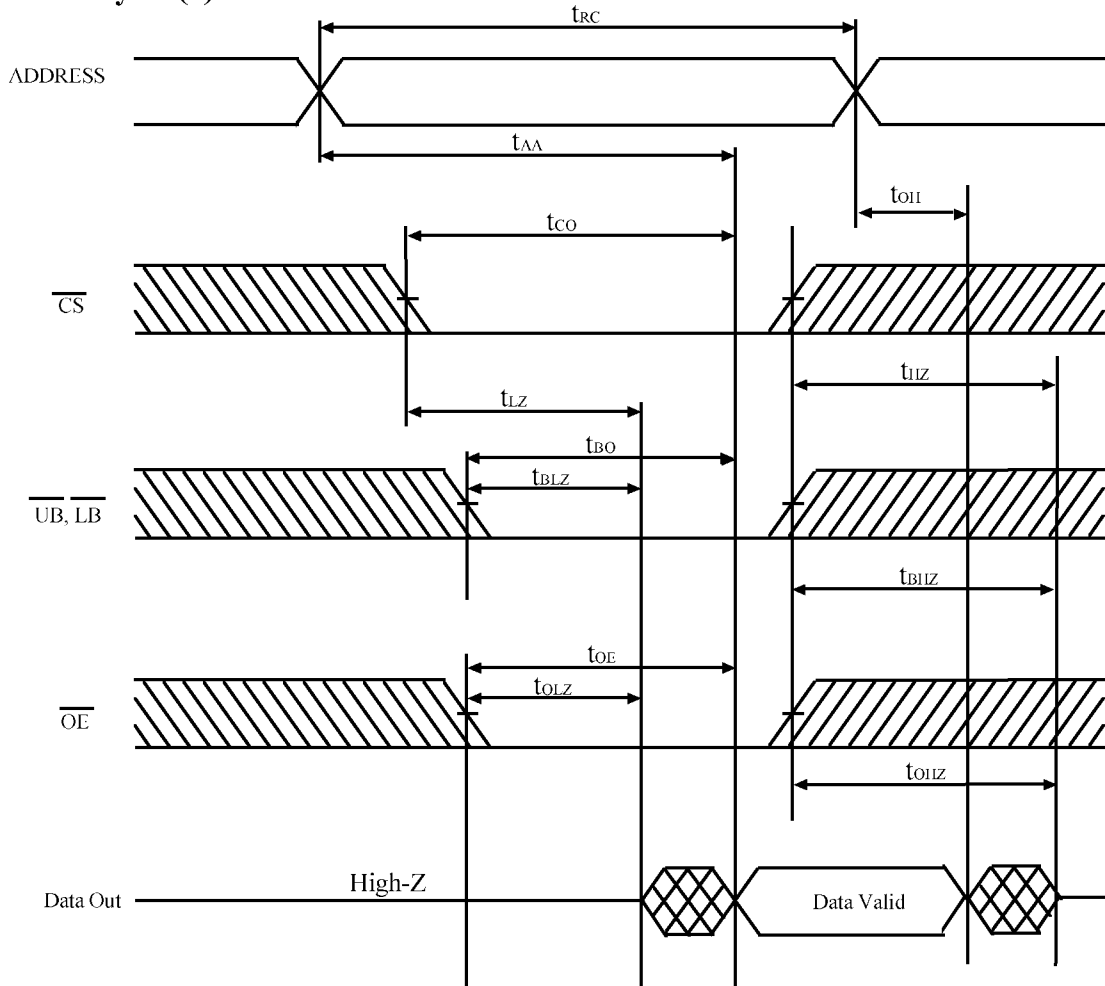 tRC
ADDRESS
tAA
tOH
tCO
CS
tHZ
tLZ
tBO
tBLZ
UB, LB
tBHZ
tOE
tOLZ
OE
tOHZ
High-Z
Data Out
Data Valid